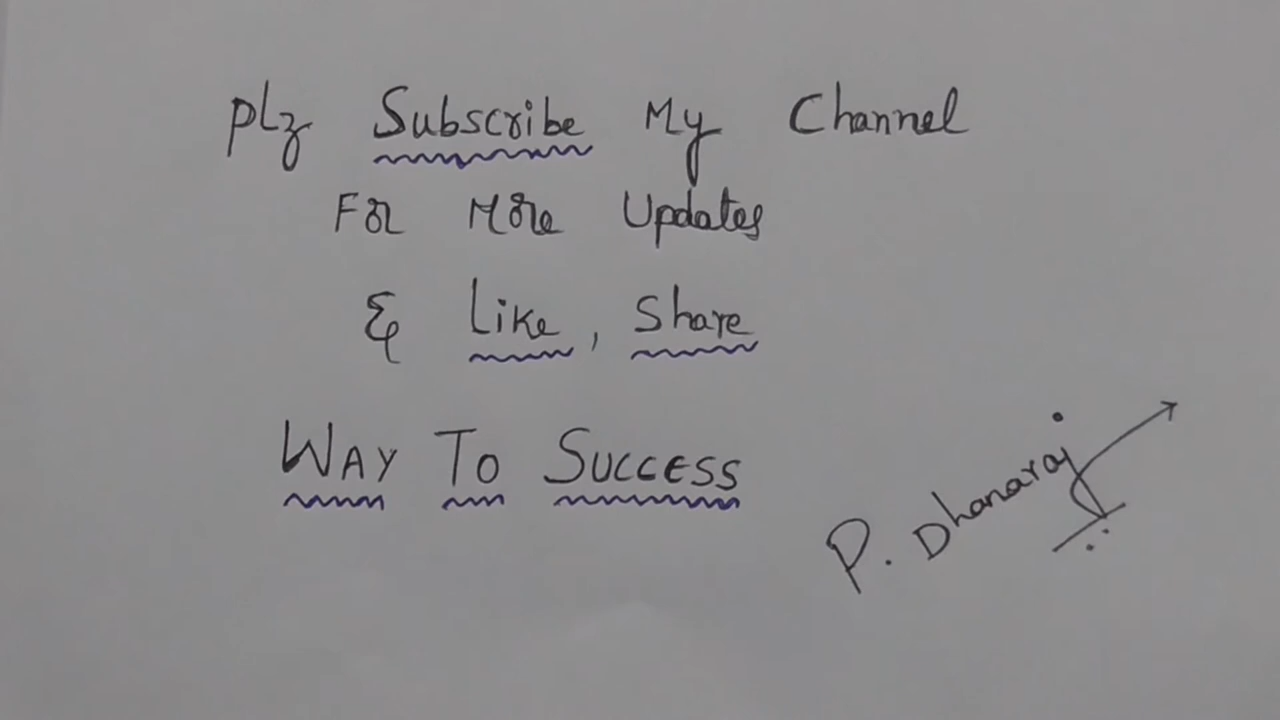 Plz Subscribe My Channel
For More Updates
& Like, Share
WAY TO SUCCESS
P. Dhanaraj